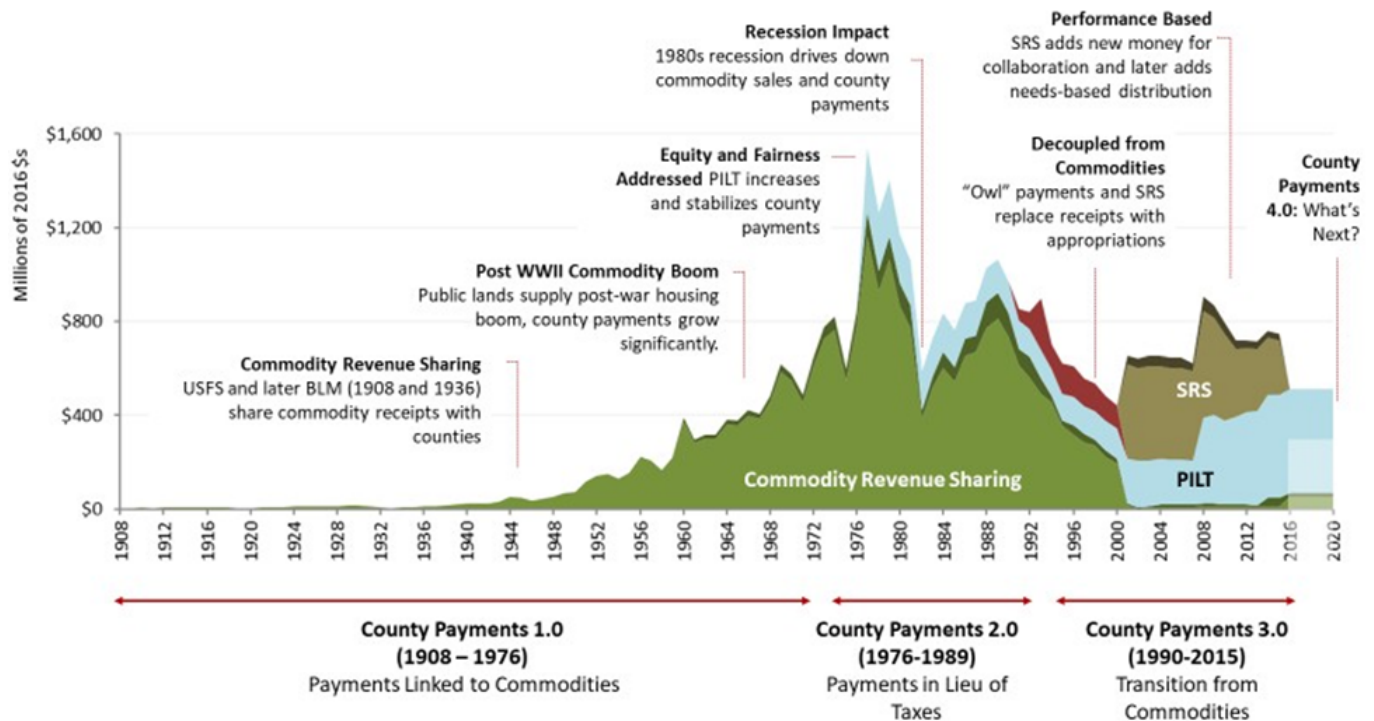 Recession Impact
1980s recession drives down
commodity sales and county
payments
Performance Based
SRS adds new money for
collaboration and later adds
needs-based distribution
Equity and Fairness
Addressed PILT increases
and stabilizes county
payments
Decoupled from
Commodities
“Owl” payments and SRS
replace receipts with
appropriations
County
Payments
4.0: What’s
Next?
Post WWII Commodity Boom
Public lands supply post-war housing
boom, county payments grow
significantly.
Commodity Revenue Sharing
USFS and later BLM (1908 and 1936)
share commodity receipts with
counties
Millions of 2016 $s
$1,600
$1,200
$800
$400
$0
SRS
PILT
Commodity Revenue Sharing
1908 1912 1916 1920 1924 1928 1932 1936 1940 1944 1948 1952 1956 1960 1964 1968 1972 1976 1980 1984 1988 1992 1996 2000 2004 2008 2012 2016 2020
County Payments 1.0
(1908 – 1976)
Payments Linked to Commodities
County Payments 2.0
(1976-1989)
Payments in Lieu of
Taxes
County Payments 3.0
(1990-2015)
Transition from
Commodities